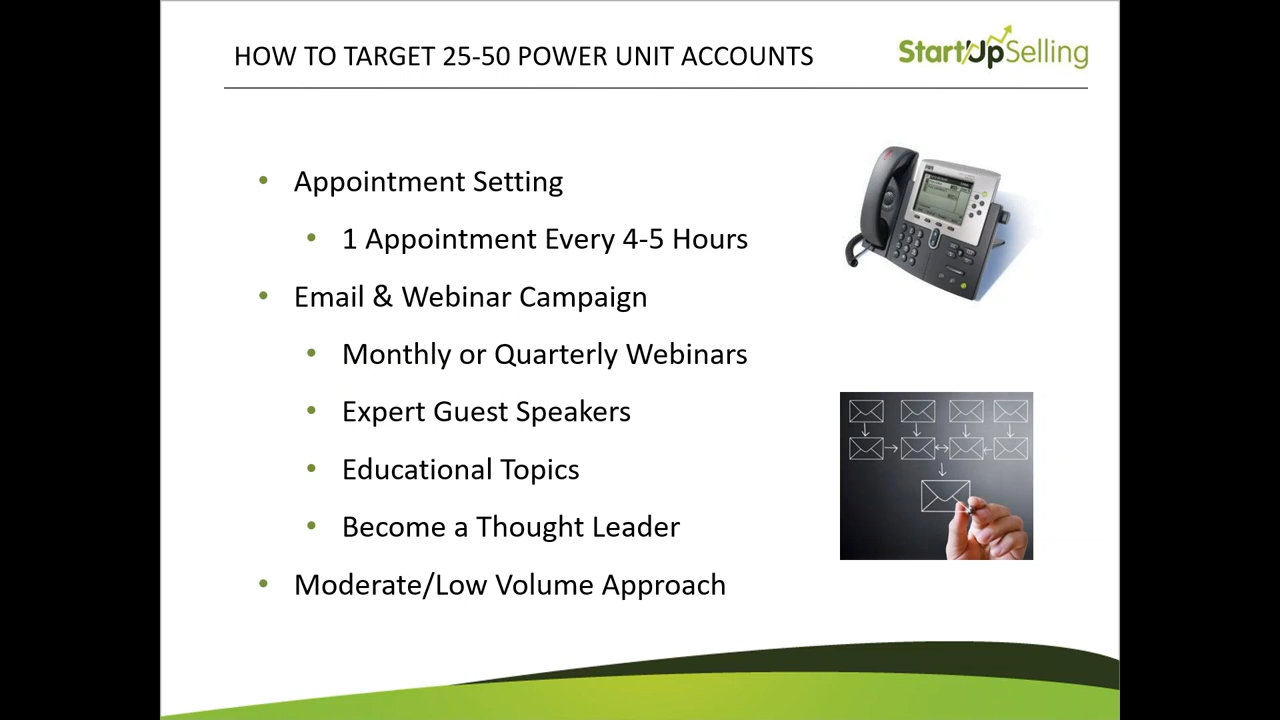 HOW TO TARGET 25-50 POWER UNIT ACCOUNTS
StartUpSelling
• Appointment Setting
• 1 Appointment Every 4-5 Hours
• Email & Webinar Campaign
• Monthly or Quarterly Webinars
• Expert Guest Speakers
• Educational Topics
• Become a Thought Leader
• Moderate/Low Volume Approach